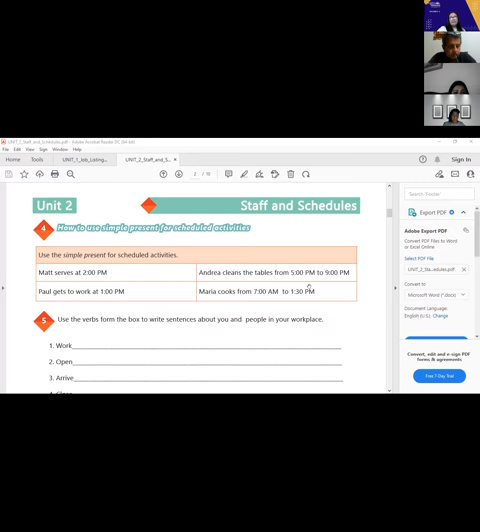 UNIT_2_Staff_and_Schedules.pdf - Adobe Acrobat Reader DC (64-bit)
File Edit View Sign Window Help
Home Tools UNIT_1_Job_Listing... UNIT_2_Staff_and_S... × Sign In
2 / 10
Search 'Footer'
Unit 2
Staff and Schedules
Export PDF
4 How to use simple present for scheduled activities
Adobe Export PDF
Convert PDF Files to Word
or Excel Online
Use the simple present for scheduled activities.
Select PDF File
Matt serves at 2:00 PM
Andrea cleans the tables from 5:00 PM to 9:00 PM
UNIT_2_Sta...edules.pdf ×
Paul gets to work at 1:00 PM
Maria cooks from 7:00 AM to 1:30 PM
Convert to
Microsoft Word (*.docx)
Document Language:
English (U.S.) Change
5 Use the verbs form the box to write sentences about you and people in your workplace.
1. Work
2. Open
3. Arrive
4. Close
Convert, edit and e-sign PDF
forms & agreements
Free 7-Day Trial